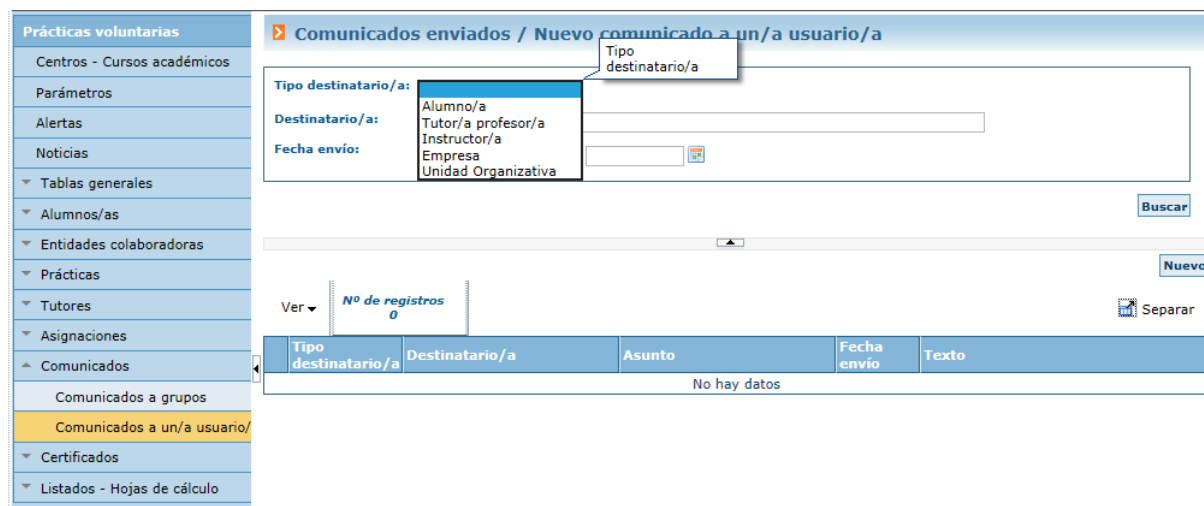 Prácticas voluntarias
Centros - Cursos académicos
Parámetros
Alertas
Noticias
Tablas generales
Alumnos/as
Entidades colaboradoras
Prácticas
Tutores
Asignaciones
Comunicados
Comunicados a grupos
Comunicados a un/a usuario/
Certificados
Listados - Hojas de cálculo
Comunicados enviados / Nuevo comunicado a un/a usuario/a
Tipo
destinatario/a
Tipo destinatario/a:
Alumno/a
Tutor/a profesor/a
Instructor/a
Empresa
Unidad Organizativa
Destinatario/a:
Fecha envío:
Buscar
Nuevo
Ver
Nº de registros
0
Separar
Tipo
destinatario/a
Destinatario/a
Asunto
Fecha
envío
Texto
No hay datos